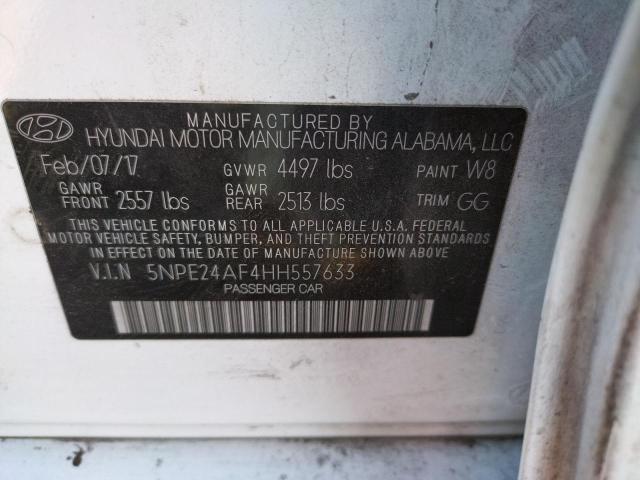 MANUFACTURED BY
HYUNDAI MOTOR MANUFACTURING ALABAMA, LLC
Feb/07/17 GVWR 4497 lbs PAINT W8
GAWR FRONT 2557 lbs GAWR REAR 2513 lbs TRIM GG
THIS VEHICLE CONFORMS TO ALL APPLICABLE U.S.A. FEDERAL
MOTOR VEHICLE SAFETY, BUMPER, AND THEFT PREVENTION STANDARDS
IN EFFECT ON THE DATE OF MANUFACTURE SHOWN ABOVE
V.I.N 5NPE24AF4HH557633
PASSENGER CAR